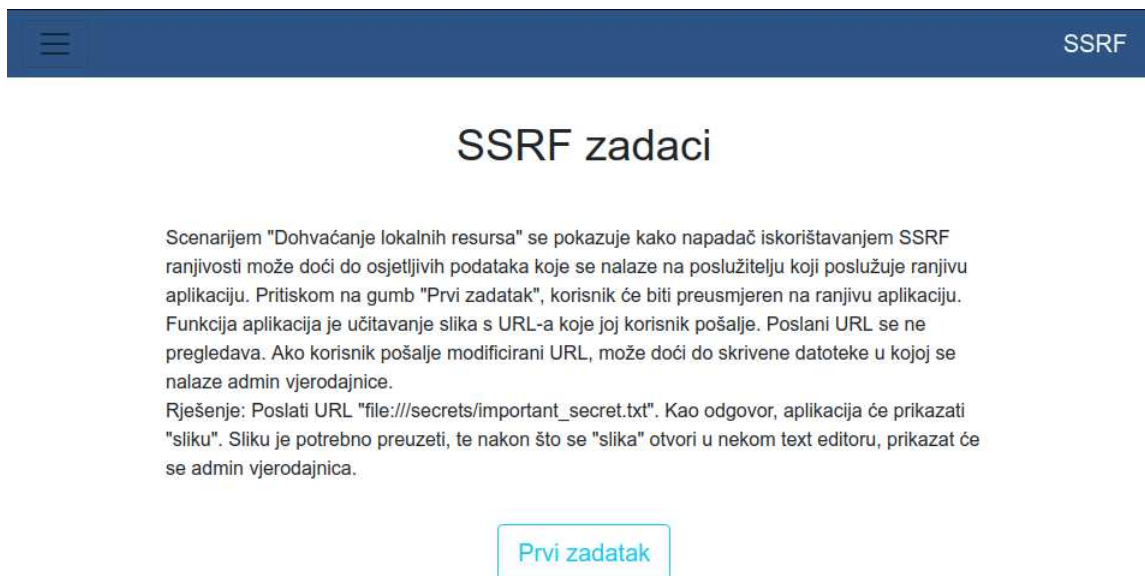 SSRF
SSRF zadaci
Scenarijem "Dohvaćanje lokalnih resursa" se pokazuje kako napadač iskorištavanjem SSRF
ranjivosti može doći do osjetljivih podataka koje se nalaze na poslužitelju koji poslužuje ranjivu
aplikaciju. Pritiskom na gumb "Prvi zadatak", korisnik će biti preusmjeren na ranjivu aplikaciju.
Funkcija aplikacija je učitavanje slika s URL-a koje joj korisnik pošalje. Poslani URL se ne
pregledava. Ako korisnik pošalje modificirani URL, može doći do skrivene datoteke u kojoj se
nalaze admin vjerodajnice.
Rješenje: Poslati URL "file:///secrets/important_secret.txt". Kao odgovor, aplikacija će prikazati
"sliku". Sliku je potrebno preuzeti, te nakon što se "slika" otvori u nekom text editoru, prikazat će
se admin vjerodajnica.
Prvi zadatak